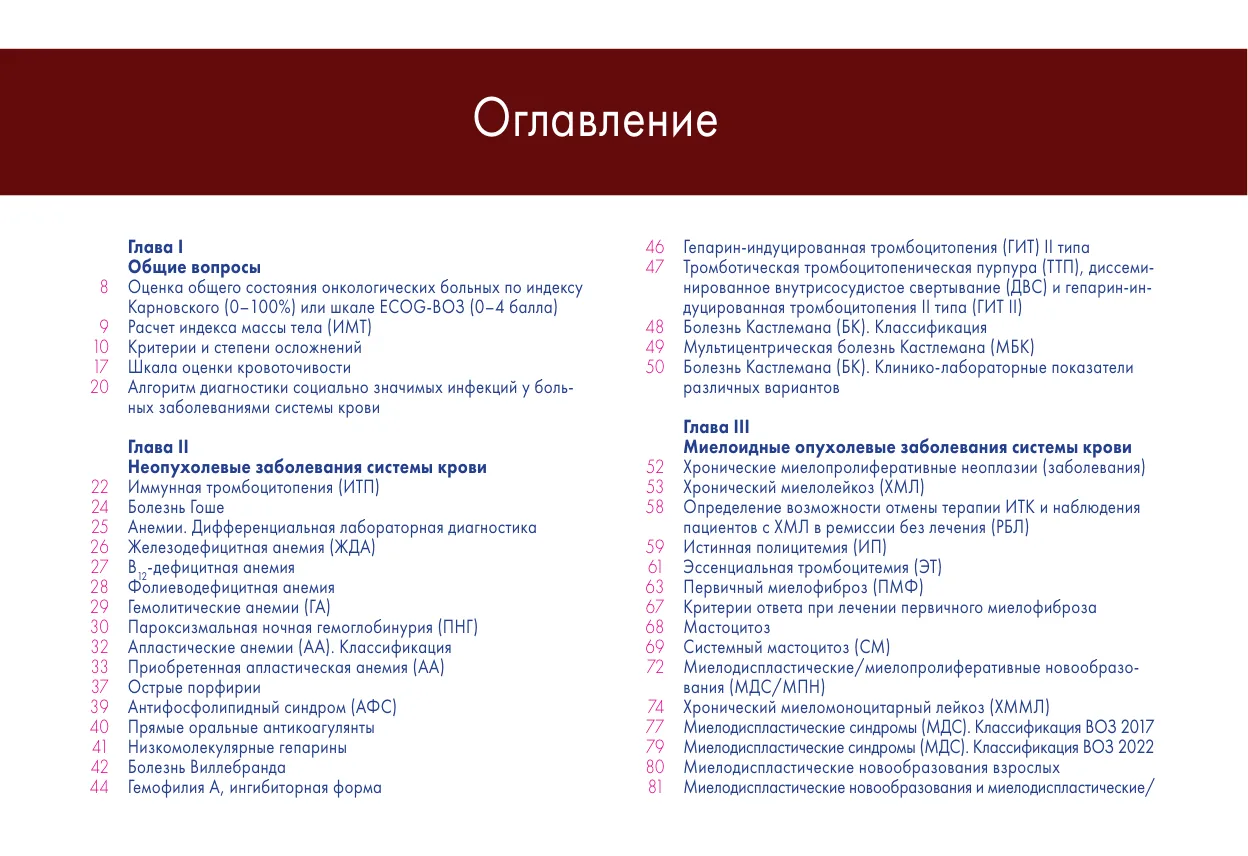 Оглавление
Глава I
Общие вопросы
8 Оценка общего состояния онкологических больных по индексу
Карновского (0–100%) или шкале ECOG-ВОЗ (0–4 балла)
9 Расчет индекса массы тела (ИМТ)
10 Критерии и степени осложнений
17 Шкала оценки кровоточивости
20 Алгоритм диагностики социально значимых инфекций у боль-
ных заболеваниями системы крови
Глава II
Неопухолевые заболевания системы крови
22 Иммунная тромбоцитопения (ИТП)
24 Болезнь Гоше
25 Анемии. Дифференциальная лабораторная диагностика
26 Железодефицитная анемия (ЖДА)
27 B12-дефицитная анемия
28 Фолиеводефицитная анемия
29 Гемолитические анемии (ГА)
30 Пароксизмальная ночная гемоглобинурия (ПНГ)
32 Апластические анемии (АА). Классификация
33 Приобретенная апластическая анемия (АА)
37 Острые порфирии
39 Антифосфолипидный синдром (АФС)
40 Прямые оральные антикоагулянты
41 Низкомолекулярные гепарины
42 Болезнь Виллебранда
44 Гемофилия А, ингибиторная форма
46 Гепарин-индуцированная тромбоцитопения (ГИТ) II типа
47 Тромботическая тромбоцитопеническая пурпура (ТТП), диссеми-
нированное внутрисосудистое свертывание (ДВС) и гепарин-ин-
дуцированная тромбоцитопения II типа (ГИТ II)
48 Болезнь Кастлемана (БК). Классификация
49 Мультицентрическая болезнь Кастлемана (МБК)
50 Болезнь Кастлемана (БК). Клинико-лабораторные показатели
различных вариантов
Глава III
Миелоидные опухолевые заболевания системы крови
52 Хронические миелопролиферативные неоплазии (заболевания)
53 Хронический миелолейкоз (ХМЛ)
58 Определение возможности отмены терапии ИТК и наблюдения
пациентов с ХМЛ в ремиссии без лечения (РБЛ)
59 Истинная полицитемия (ИП)
61 Эссенциальная тромбоцитемия (ЭТ)
63 Первичный миелофиброз (ПМФ)
67 Критерии ответа при лечении первичного миелофиброза
68 Мастоцитоз
69 Системный мастоцитоз (СМ)
72 Миелодиспластические/миелопролиферативные новообразо-
вания (МДС/МПН)
74 Хронический миеломоноцитарный лейкоз (ХММЛ)
77 Миелодиспластические синдромы (МДС). Классификация ВОЗ 2017
79 Миелодиспластические синдромы (МДС). Классификация ВОЗ 2022
80 Миелодиспластические новообразования взрослых
81 Миелодиспластические новообразования и миелодиспластические/